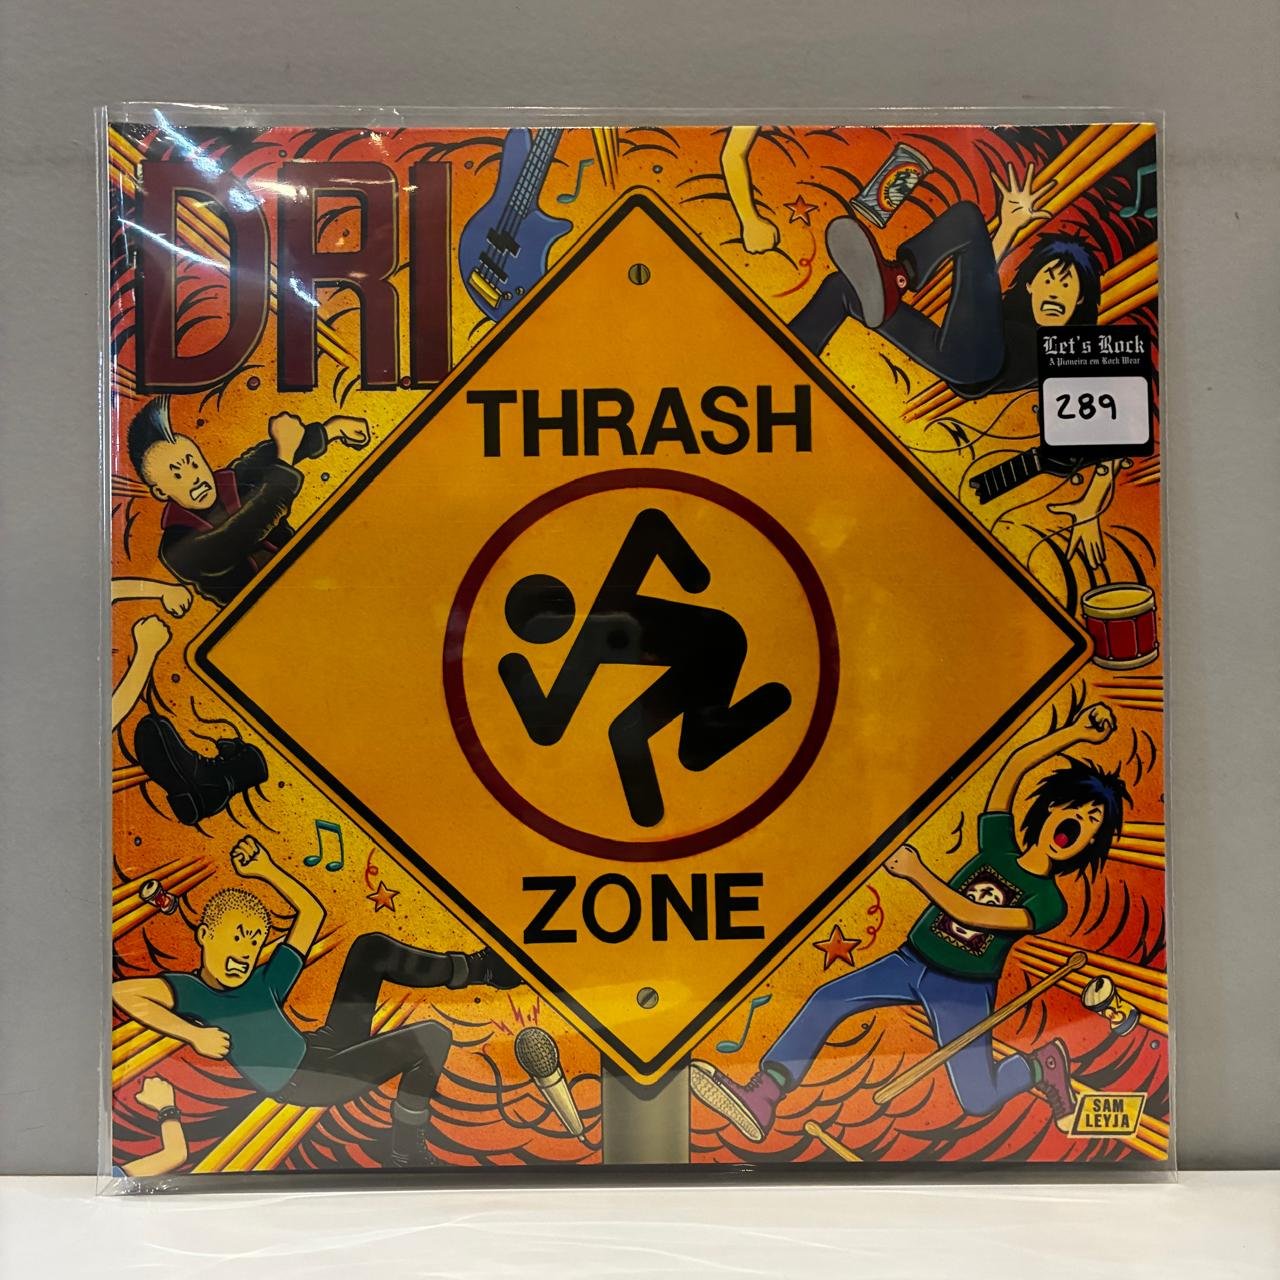 D.R.I.
THRASH
ZONE
Let's Rock
A Pioneira em Rock Wear
289
SAM
LEYJA